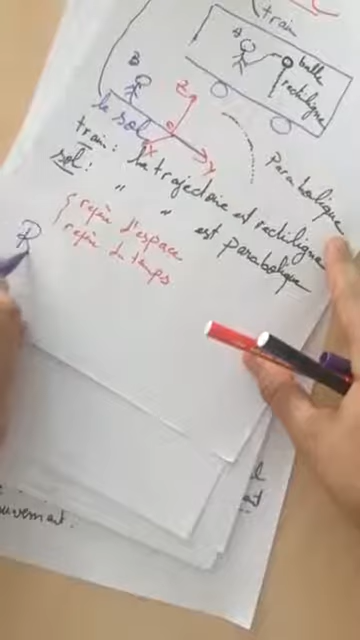 train
A
balle
rectiligne
B
le sol
Z
O
X
Y
Parabolique
train: la trajectoire est rectiligne
sol: " " est parabolique
repère d'espace
repère du temps
R
uvement.